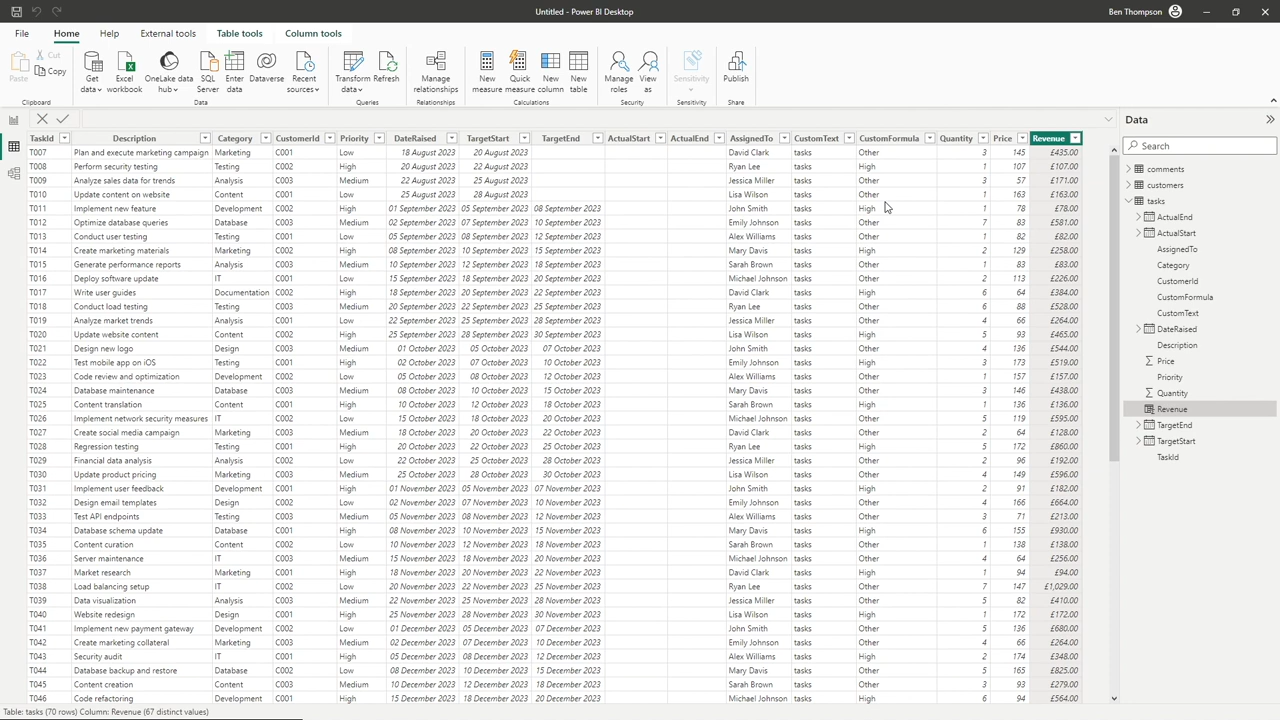 Untitled - Power BI Desktop
Ben Thompson
File Home Help External tools Table tools Column tools
Paste
Cut
Copy
Get data
Excel workbook
OneLake data hub
SQL Server
Enter data
Dataverse
Recent sources
Transform data
Refresh
Manage relationships
New measure
Quick measure
New column
New table
Manage roles
View as
Sensitivity
Publish
Clipboard Data Queries Relationships Calculations Security Sensitivity Share
TaskId Description Category CustomerId Priority DateRaised TargetStart TargetEnd ActualStart ActualEnd AssignedTo CustomText CustomFormula Quantity Price Revenue
T007 Plan and execute marketing campaign Marketing C001 Low 18 August 2023 20 August 2023 David Clark tasks Other 3 145 £435.00
T008 Perform security testing Testing C002 High 20 August 2023 22 August 2023 Ryan Lee tasks High 1 107 £107.00
T009 Analyze sales data for trends Analysis C003 Medium 22 August 2023 25 August 2023 Jessica Miller tasks Other 3 57 £171.00
T010 Update content on website Content C001 Low 25 August 2023 28 August 2023 Lisa Wilson tasks Other 1 163 £163.00
T011 Implement new feature Development C002 High 01 September 2023 05 September 2023 08 September 2023 John Smith tasks High 1 78 £78.00
T012 Optimize database queries Database C003 Medium 02 September 2023 07 September 2023 10 September 2023 Emily Johnson tasks Other 7 83 £581.00
T013 Conduct user testing Testing C002 Low 05 September 2023 08 September 2023 12 September 2023 Alex Williams tasks Other 1 82 £82.00
T014 Create marketing materials Marketing C001 High 08 September 2023 10 September 2023 15 September 2023 Mary Davis tasks High 2 129 £258.00
T015 Generate performance reports Analysis C003 Medium 10 September 2023 12 September 2023 18 September 2023 Sarah Brown tasks Other 1 83 £83.00
T016 Deploy software update IT C002 Low 15 September 2023 18 September 2023 20 September 2023 Michael Johnson tasks Other 2 113 £226.00
T017 Write user guides Documentation C002 High 18 September 2023 20 September 2023 22 September 2023 David Clark tasks High 6 64 £384.00
T018 Conduct load testing Testing C003 Medium 20 September 2023 22 September 2023 25 September 2023 Ryan Lee tasks Other 6 88 £528.00
T019 Analyze market trends Analysis C001 Low 22 September 2023 25 September 2023 28 September 2023 Jessica Miller tasks Other 4 66 £264.00
T020 Update website content Content C002 High 25 September 2023 28 September 2023 30 September 2023 Lisa Wilson tasks High 5 93 £465.00
T021 Design new logo Design C003 Medium 01 October 2023 05 October 2023 07 October 2023 John Smith tasks Other 4 136 £544.00
T022 Test mobile app on iOS Testing C001 High 02 October 2023 07 October 2023 10 October 2023 Emily Johnson tasks High 3 173 £519.00
T023 Code review and optimization Development C002 Low 05 October 2023 08 October 2023 12 October 2023 Alex Williams tasks Other 1 157 £157.00
T024 Database maintenance Database C003 Medium 08 October 2023 10 October 2023 15 October 2023 Mary Davis tasks Other 3 146 £438.00
T025 Content translation Content C001 High 10 October 2023 12 October 2023 18 October 2023 Sarah Brown tasks High 1 136 £136.00
T026 Implement network security measures IT C002 Low 15 October 2023 18 October 2023 20 October 2023 Michael Johnson tasks Other 5 119 £595.00
T027 Create social media campaign Marketing C003 Medium 18 October 2023 20 October 2023 22 October 2023 David Clark tasks Other 2 64 £128.00
T028 Regression testing Testing C001 High 20 October 2023 22 October 2023 25 October 2023 Ryan Lee tasks High 5 172 £860.00
T029 Financial data analysis Analysis C002 Low 22 October 2023 25 October 2023 28 October 2023 Jessica Miller tasks Other 2 96 £192.00
T030 Update product pricing Marketing C003 Medium 25 October 2023 28 October 2023 30 October 2023 Lisa Wilson tasks Other 4 149 £596.00
T031 Implement user feedback Development C001 High 01 November 2023 05 November 2023 07 November 2023 John Smith tasks High 2 91 £182.00
T032 Design email templates Design C002 Low 02 November 2023 07 November 2023 10 November 2023 Emily Johnson tasks Other 4 166 £664.00
T033 Test API endpoints Testing C003 Medium 05 November 2023 08 November 2023 12 November 2023 Alex Williams tasks Other 3 71 £213.00
T034 Database schema update Database C001 High 08 November 2023 10 November 2023 15 November 2023 Mary Davis tasks High 6 155 £930.00
T035 Content curation Content C002 Low 10 November 2023 12 November 2023 18 November 2023 Sarah Brown tasks Other 1 138 £138.00
T036 Server maintenance IT C003 Medium 15 November 2023 18 November 2023 20 November 2023 Michael Johnson tasks Other 4 64 £256.00
T037 Market research Marketing C001 High 18 November 2023 20 November 2023 22 November 2023 David Clark tasks High 1 94 £94.00
T038 Load balancing setup IT C002 Low 20 November 2023 22 November 2023 25 November 2023 Ryan Lee tasks Other 7 147 £1,029.00
T039 Data visualization Analysis C003 Medium 22 November 2023 25 November 2023 28 November 2023 Jessica Miller tasks Other 5 82 £410.00
T040 Website redesign Design C001 High 25 November 2023 28 November 2023 30 November 2023 Lisa Wilson tasks High 1 172 £172.00
T041 Implement new payment gateway Development C002 Low 01 December 2023 05 December 2023 07 December 2023 John Smith tasks Other 5 136 £680.00
T042 Create marketing collateral Marketing C003 Medium 02 December 2023 07 December 2023 10 December 2023 Emily Johnson tasks Other 4 66 £264.00
T043 Security audit IT C001 High 05 December 2023 08 December 2023 12 December 2023 Alex Williams tasks High 2 174 £348.00
T044 Database backup and restore Database C002 Low 08 December 2023 10 December 2023 15 December 2023 Mary Davis tasks Other 5 165 £825.00
T045 Content creation Content C003 Medium 10 December 2023 12 December 2023 18 December 2023 Sarah Brown tasks Other 3 93 £279.00
T046 Code refactoring Development C001 High 15 December 2023 18 December 2023 20 December 2023 Michael Johnson tasks High 6 94 £564.00
Data
Search
comments
customers
tasks
ActualEnd
ActualStart
AssignedTo
Category
CustomerId
CustomFormula
CustomText
DateRaised
Description
Price
Priority
Quantity
Revenue
TargetEnd
TargetStart
TaskId
Table: tasks (70 rows) Column: Revenue (67 distinct values)